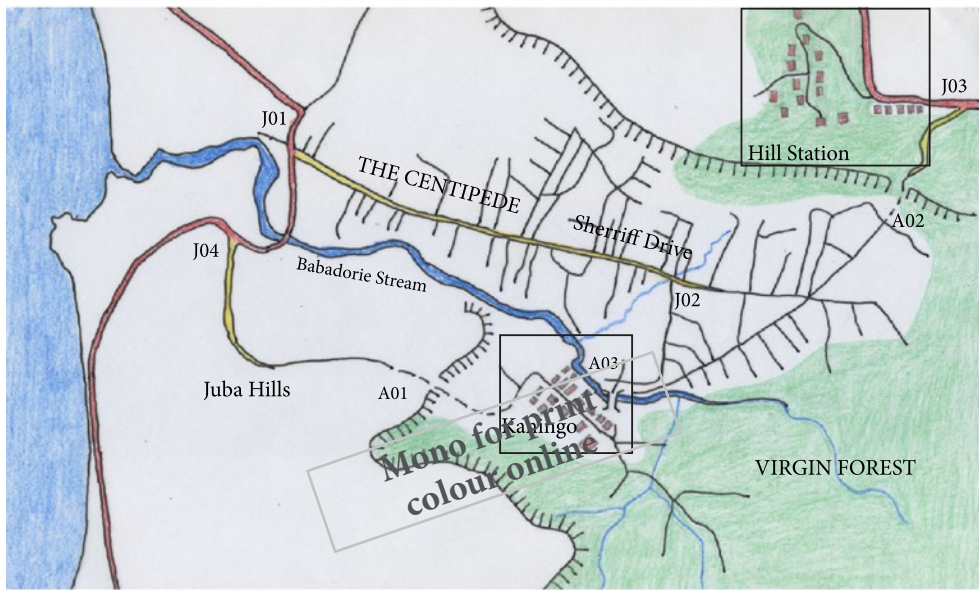 J03
J01
Hill Station
THE CENTIPEDE
A02
Sherriff Drive
J04
Babadorie Stream
J02
A03
Juba Hills
A01
Kaningo
Mono for print
colour online
VIRGIN FOREST